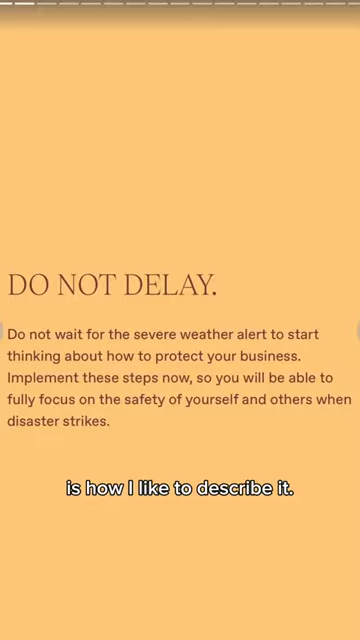 DO NOT DELAY.
Do not wait for the severe weather alert to start
thinking about how to protect your business.
Implement these steps now, so you will be able to
fully focus on the safety of yourself and others when
disaster strikes.
is how I like to describe it.